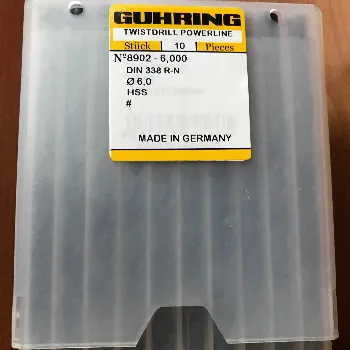 GUHRING
TWISTDRILL POWERLINE
Stück 10 Pieces
N°8902 - 6,000
DIN 338 R-N
Ø 6,0
HSS
#
MADE IN GERMANY